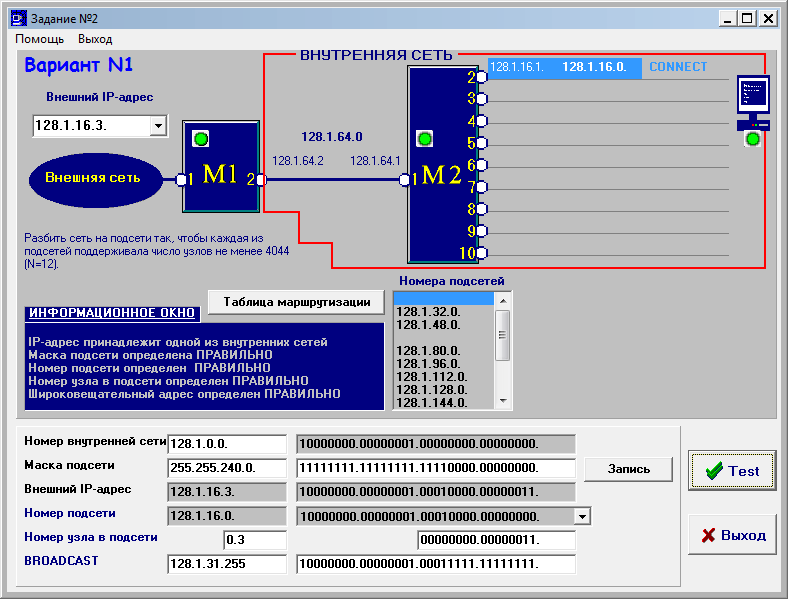 Задание №2
Помощь Выход
Вариант N1
ВНУТРЕННЯЯ СЕТЬ
Внешний IP-адрес
128.1.16.3.
128.1.16.1. 128.1.16.0. CONNECT
128.1.64.0
128.1.64.2 128.1.64.1
Внешняя сеть
1 M1 2
1 M2
2
3
4
5
6
7
8
9
10
Разбить сеть на подсети так, чтобы каждая из
подсетей поддерживала число узлов не менее 4044
(N=12).
Таблица маршрутизации
Номера подсетей
128.1.32.0.
128.1.48.0.
128.1.80.0.
128.1.96.0.
128.1.112.0.
128.1.128.0.
128.1.144.0.
ИНФОРМАЦИОННОЕ ОКНО
IP-адрес принадлежит одной из внутренних сетей
Маска подсети определена ПРАВИЛЬНО
Номер подсети определен ПРАВИЛЬНО
Номер узла в подсети определен ПРАВИЛЬНО
Широковещательный адрес определен ПРАВИЛЬНО
Номер внутренней сети 128.1.0.0. 10000000.00000001.00000000.00000000.
Маска подсети 255.255.240.0. 11111111.11111111.11110000.00000000.
Внешний IP-адрес 128.1.16.3. 10000000.00000001.00010000.00000011.
Номер подсети 128.1.16.0. 10000000.00000001.00010000.00000000.
Номер узла в подсети 0.3 00000000.00000011.
BROADCAST 128.1.31.255 10000000.00000001.00011111.11111111.
Запись
Test
Выход